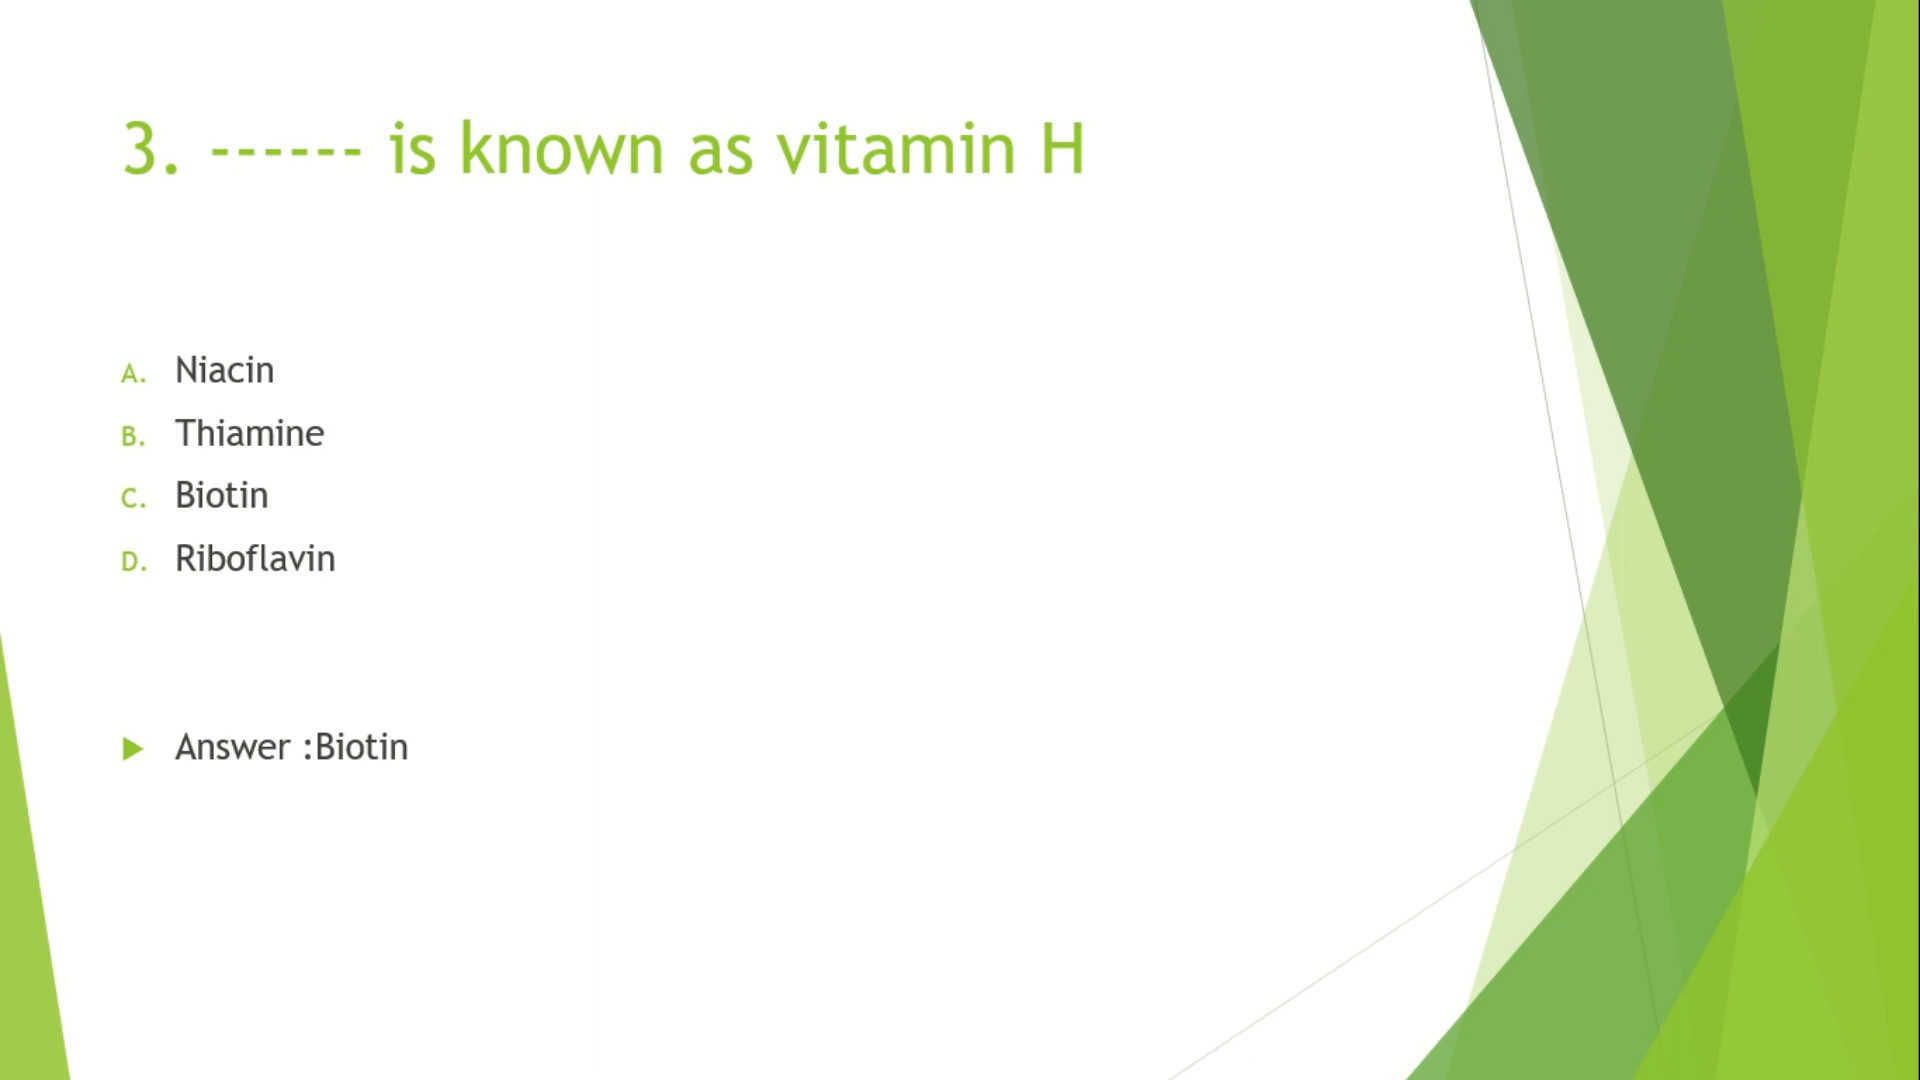 3. ------ is known as vitamin H
A. Niacin
B. Thiamine
C. Biotin
D. Riboflavin
Answer :Biotin